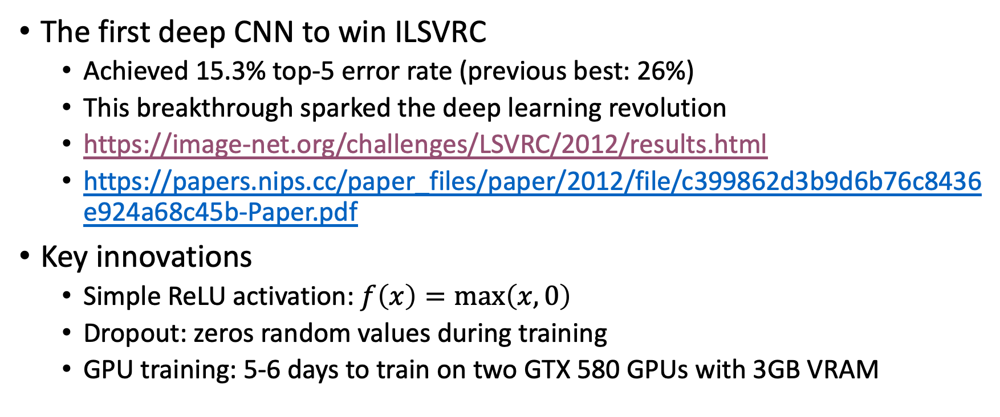 • The first deep CNN to win ILSVRC
• Achieved 15.3% top-5 error rate (previous best: 26%)
• This breakthrough sparked the deep learning revolution
• https://image-net.org/challenges/LSVRC/2012/results.html
• https://papers.nips.cc/paper_files/paper/2012/file/c399862d3b9d6b76c8436
e924a68c45b-Paper.pdf
• Key innovations
• Simple ReLU activation: f(x) = max(x, 0)
• Dropout: zeros random values during training
• GPU training: 5-6 days to train on two GTX 580 GPUs with 3GB VRAM